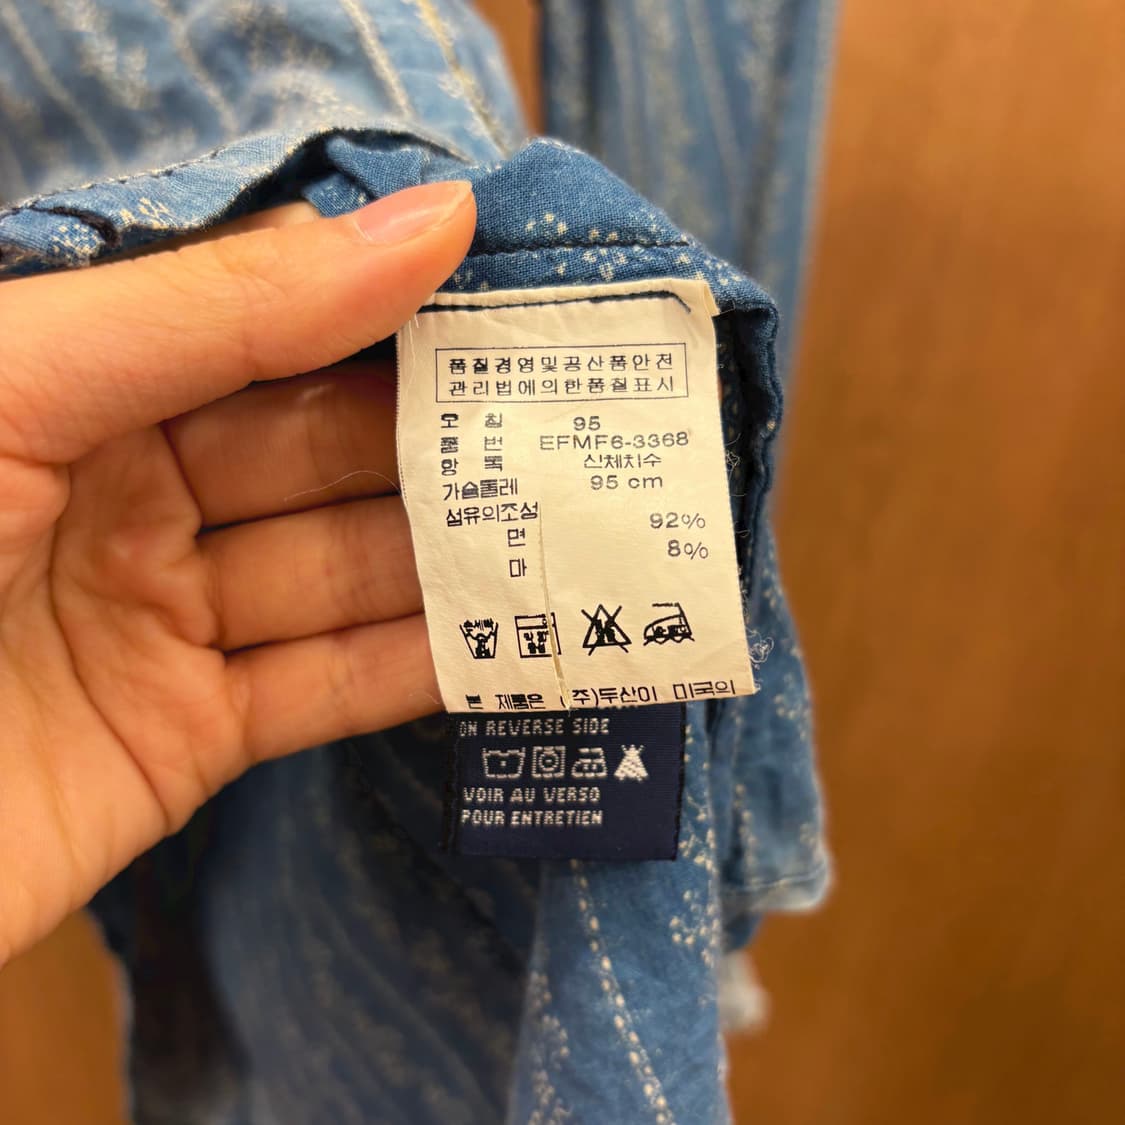 품질경영및공산품안전
관리법에의한품질표시
호칭 95
품번 EFMF6-3368
항목 신체치수
가슴둘레 95 cm
섬유의조성
면 92%
마 8%
본 제품은 (주)두산이 미국의
ON REVERSE SIDE
VOIR AU VERSO
POUR ENTRETIEN